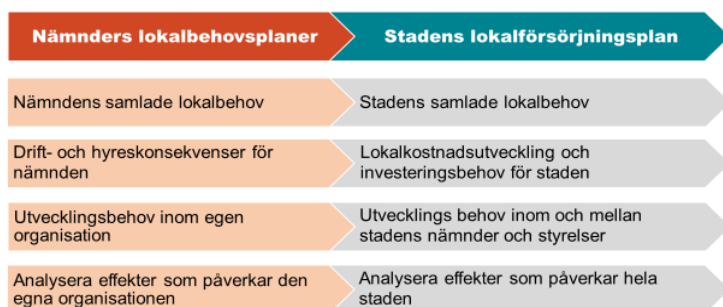 Nämnders lokalbehovsplaner
Stadens lokalförsörjningsplan
Nämndens samlade lokalbehov
Stadens samlade lokalbehov
Drift- och hyreskonsekvenser för
nämnden
Lokalkostnadsutveckling och
investeringsbehov för staden
Utvecklingsbehov inom egen
organisation
Utvecklings behov inom och mellan
stadens nämnder och styrelser
Analysera effekter som påverkar den
egna organisationen
Analysera effekter som påverkar hela
staden